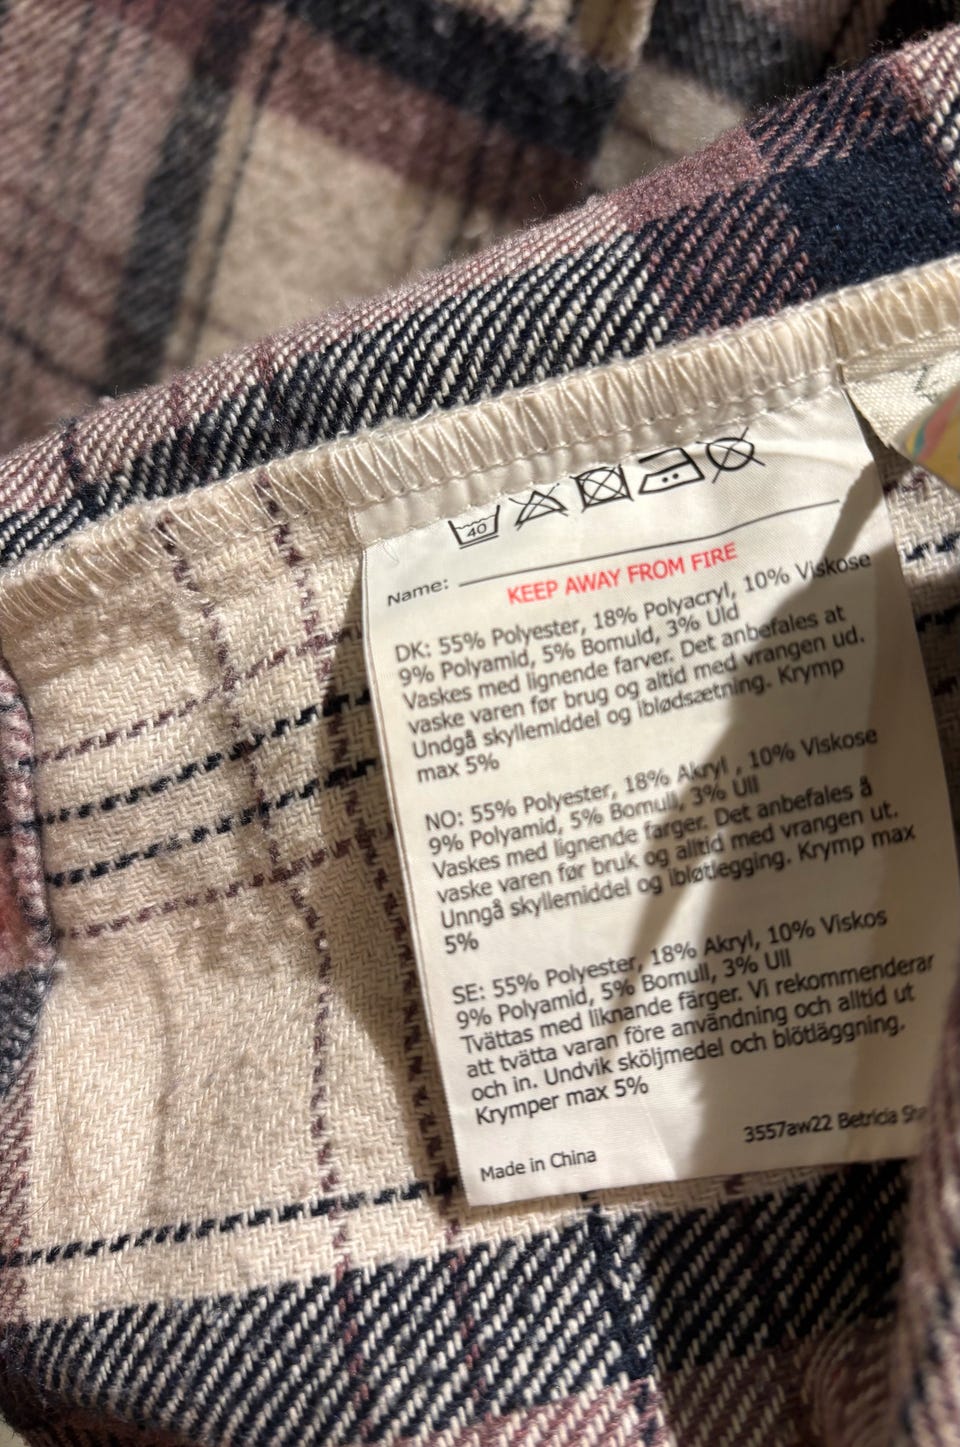 40
Name:
KEEP AWAY FROM FIRE
DK: 55% Polyester, 18% Polyacryl, 10% Viskose
9% Polyamid, 5% Bomuld, 3% Uld
Vaskes med lignende farver. Det anbefales at
vaske varen før brug og altid med vrangen ud.
Undgå skyllemiddel og iblødsætning. Krymp
max 5%
NO: 55% Polyester, 18% Akryl , 10% Viskose
9% Polyamid, 5% Bomull, 3% Ull
Vaskes med lignende farger. Det anbefales å
vaske varen før bruk og alltid med vrangen ut.
Unngå skyllemiddel og ibløtlegging. Krymp max
5%
SE: 55% Polyester, 18% Akryl, 10% Viskos
9% Polyamid, 5% Bomull, 3% Ull
Tvättas med liknande färger. Vi rekommenderar
att tvätta varan före användning och alltid ut
och in. Undvik sköljmedel och blötläggning.
Krymper max 5%
3557aw22 Betricia
Made in China